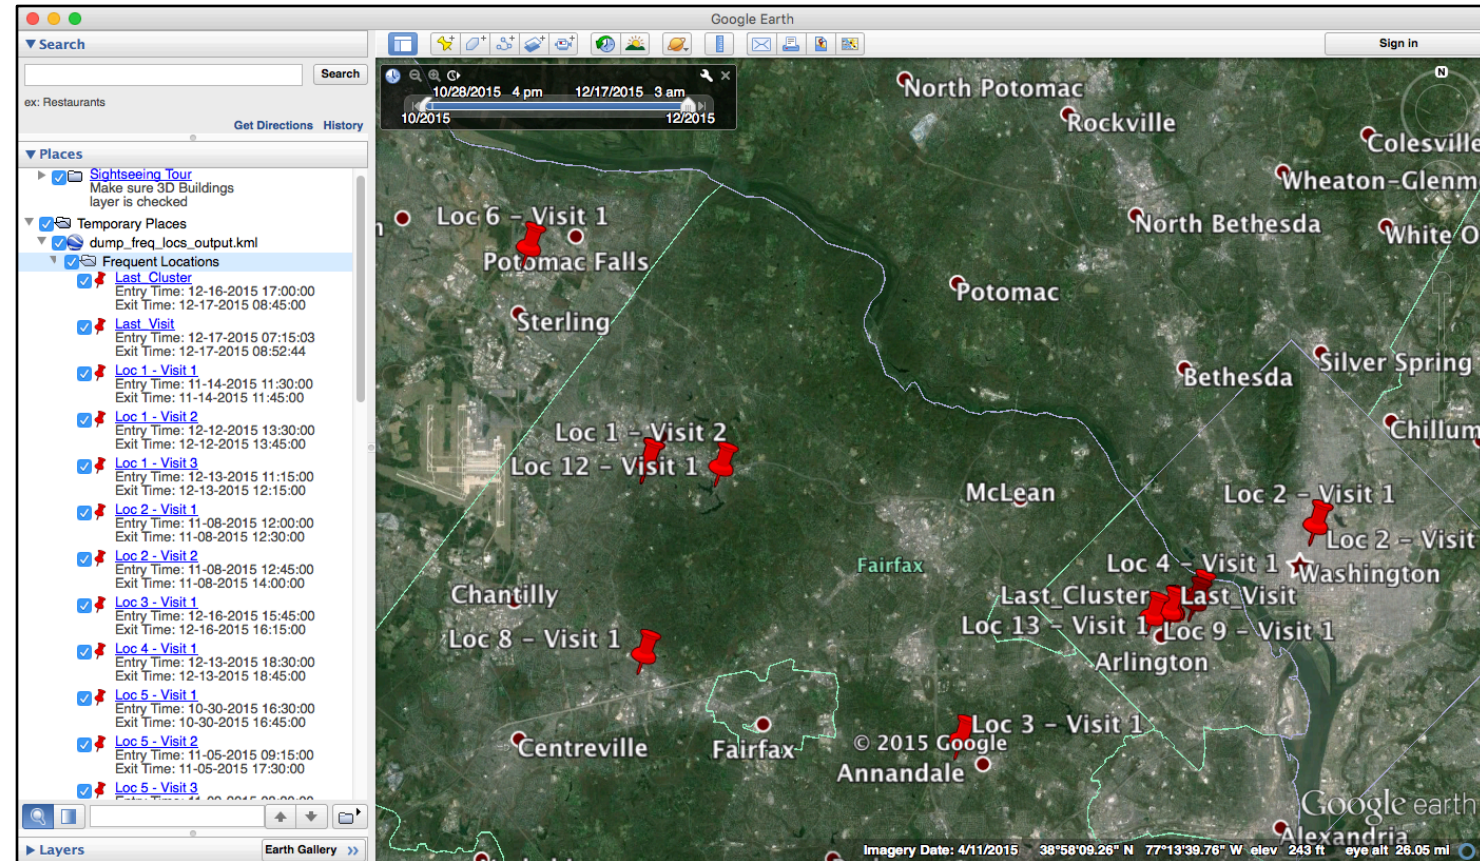 Google Earth
Search
Sign in
Search
ex: Restaurants
Get Directions History
Places
Sightseeing Tour
Make sure 3D Buildings
layer is checked
Temporary Places
dump_freq_locs_output.kml
Frequent Locations
Last_Cluster
Entry Time: 12-16-2015 17:00:00
Exit Time: 12-17-2015 08:45:00
Last_Visit
Entry Time: 12-17-2015 07:15:03
Exit Time: 12-17-2015 08:52:44
Loc 1 - Visit 1
Entry Time: 11-14-2015 11:30:00
Exit Time: 11-14-2015 11:45:00
Loc 1 - Visit 2
Entry Time: 12-12-2015 13:30:00
Exit Time: 12-12-2015 13:45:00
Loc 1 - Visit 3
Entry Time: 12-13-2015 11:15:00
Exit Time: 12-13-2015 12:15:00
Loc 2 - Visit 1
Entry Time: 11-08-2015 12:00:00
Exit Time: 11-08-2015 12:30:00
Loc 2 - Visit 2
Entry Time: 11-08-2015 12:45:00
Exit Time: 11-08-2015 14:00:00
Loc 3 - Visit 1
Entry Time: 12-16-2015 15:45:00
Exit Time: 12-16-2015 16:15:00
Loc 4 - Visit 1
Entry Time: 12-13-2015 18:30:00
Exit Time: 12-13-2015 18:45:00
Loc 5 - Visit 1
Entry Time: 10-30-2015 16:30:00
Exit Time: 10-30-2015 16:45:00
Loc 5 - Visit 2
Entry Time: 11-05-2015 09:15:00
Exit Time: 11-05-2015 17:30:00
Loc 5 - Visit 3
Layers
Earth Gallery >>
10/28/2015 4 pm 12/17/2015 3 am
10/2015 12/2015
N
North Potomac
Rockville
Colesville
Wheaton-Glenm
North Bethesda
White O
Loc 6 - Visit 1
Potomac Falls
Potomac
Sterling
Silver Spring
Bethesda
Chillum
Loc 1 - Visit 2
Loc 12 - Visit 1
McLean
Loc 2 - Visit 1
Loc 2 - Visit
Fairfax
Loc 4 - Visit 1
Washington
Chantilly
Last_Cluster
Last_Visit
Loc 13 - Visit 1
Loc 9 - Visit 1
Loc 8 - Visit 1
Arlington
Loc 3 - Visit 1
Centreville
Fairfax
© 2015 Google
Annandale
Google earth
Alexandria
Imagery Date: 4/11/2015 38°58'09.26" N 77°13'39.76" W elev 243 ft eye alt 26.05 mi